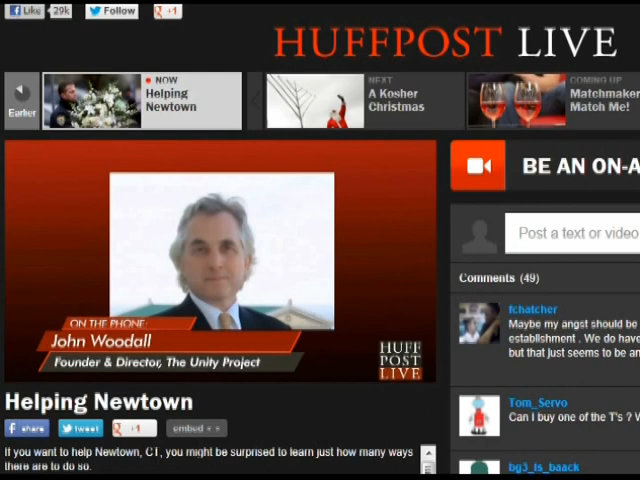 Like 29k Follow +1
HUFFPOST LIVE
Earlier
NOW
Helping
Newtown
NEXT
A Kosher
Christmas
COMING UP
Matchmaker
Match Me!
ON THE PHONE:
John Woodall
Founder & Director, The Unity Project
HUFF
POST
LIVE
BE AN ON-A
Post a text or video
Comments (49)
fchatcher
Maybe my angst should be
establishment . We do have
but that just seems to be an
Tom_Servo
Can I buy one of the T's ? W
bg3_is_baack
Helping Newtown
share tweet +1 embed
If you want to help Newtown, CT, you might be surprised to learn just how many ways
there are to do so.